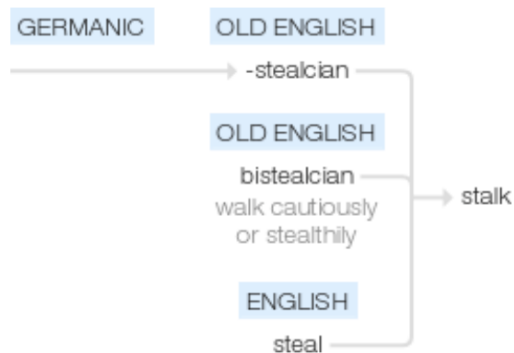 GERMANIC OLD ENGLISH
-stealcian
OLD ENGLISH
bistealcian
stalk
walk cautiously
or stealthily
ENGLISH
steal